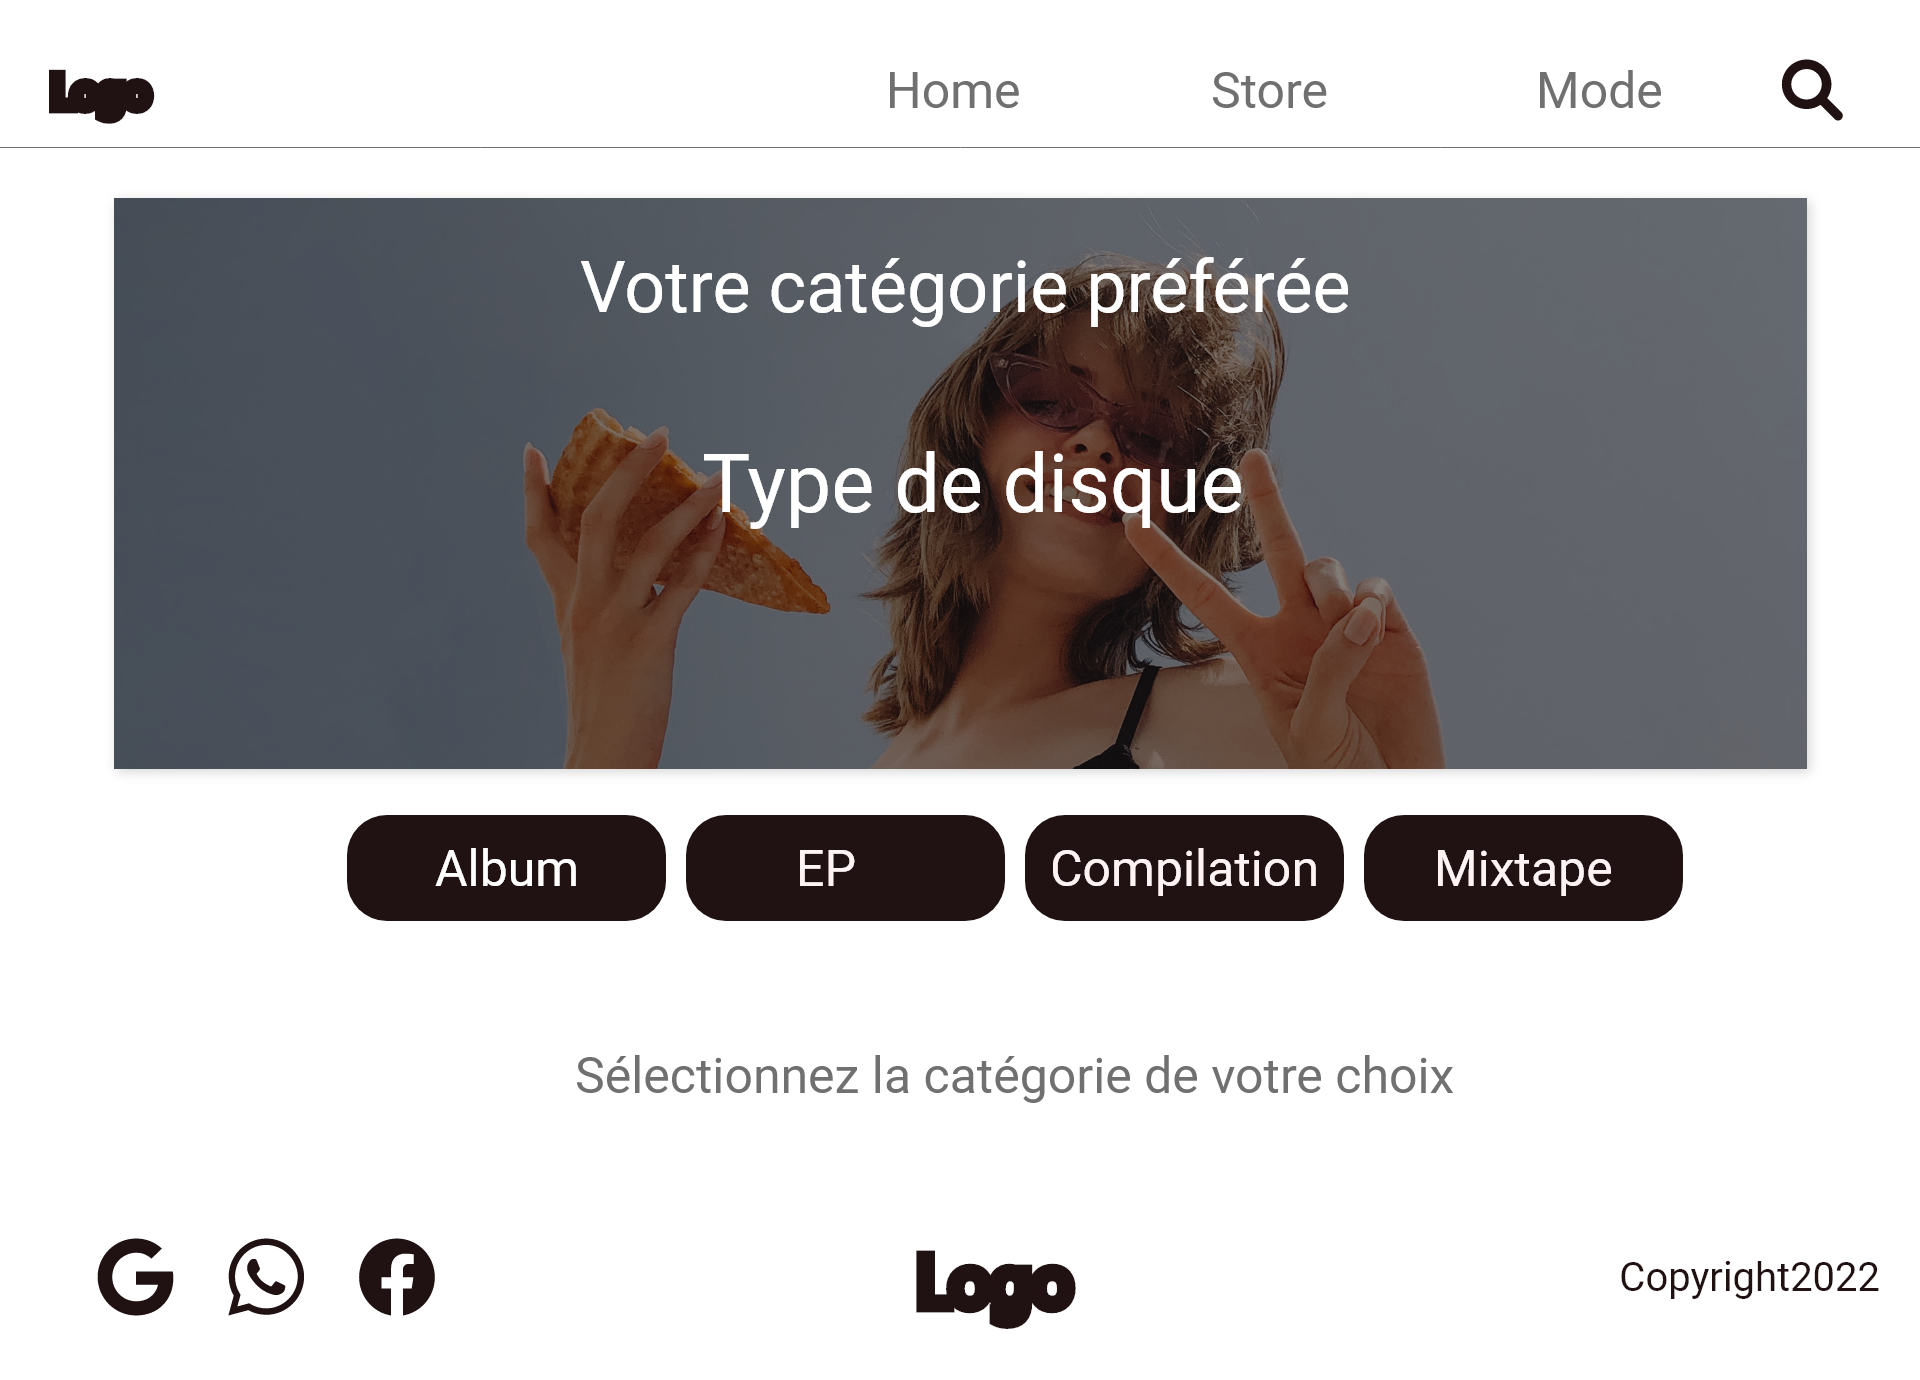 Logo
Home
Store
Mode
Votre catégorie préférée
Type de disque
Album
EP
Compilation
Mixtape
Sélectionnez la catégorie de votre choix
Logo
Copyright2022